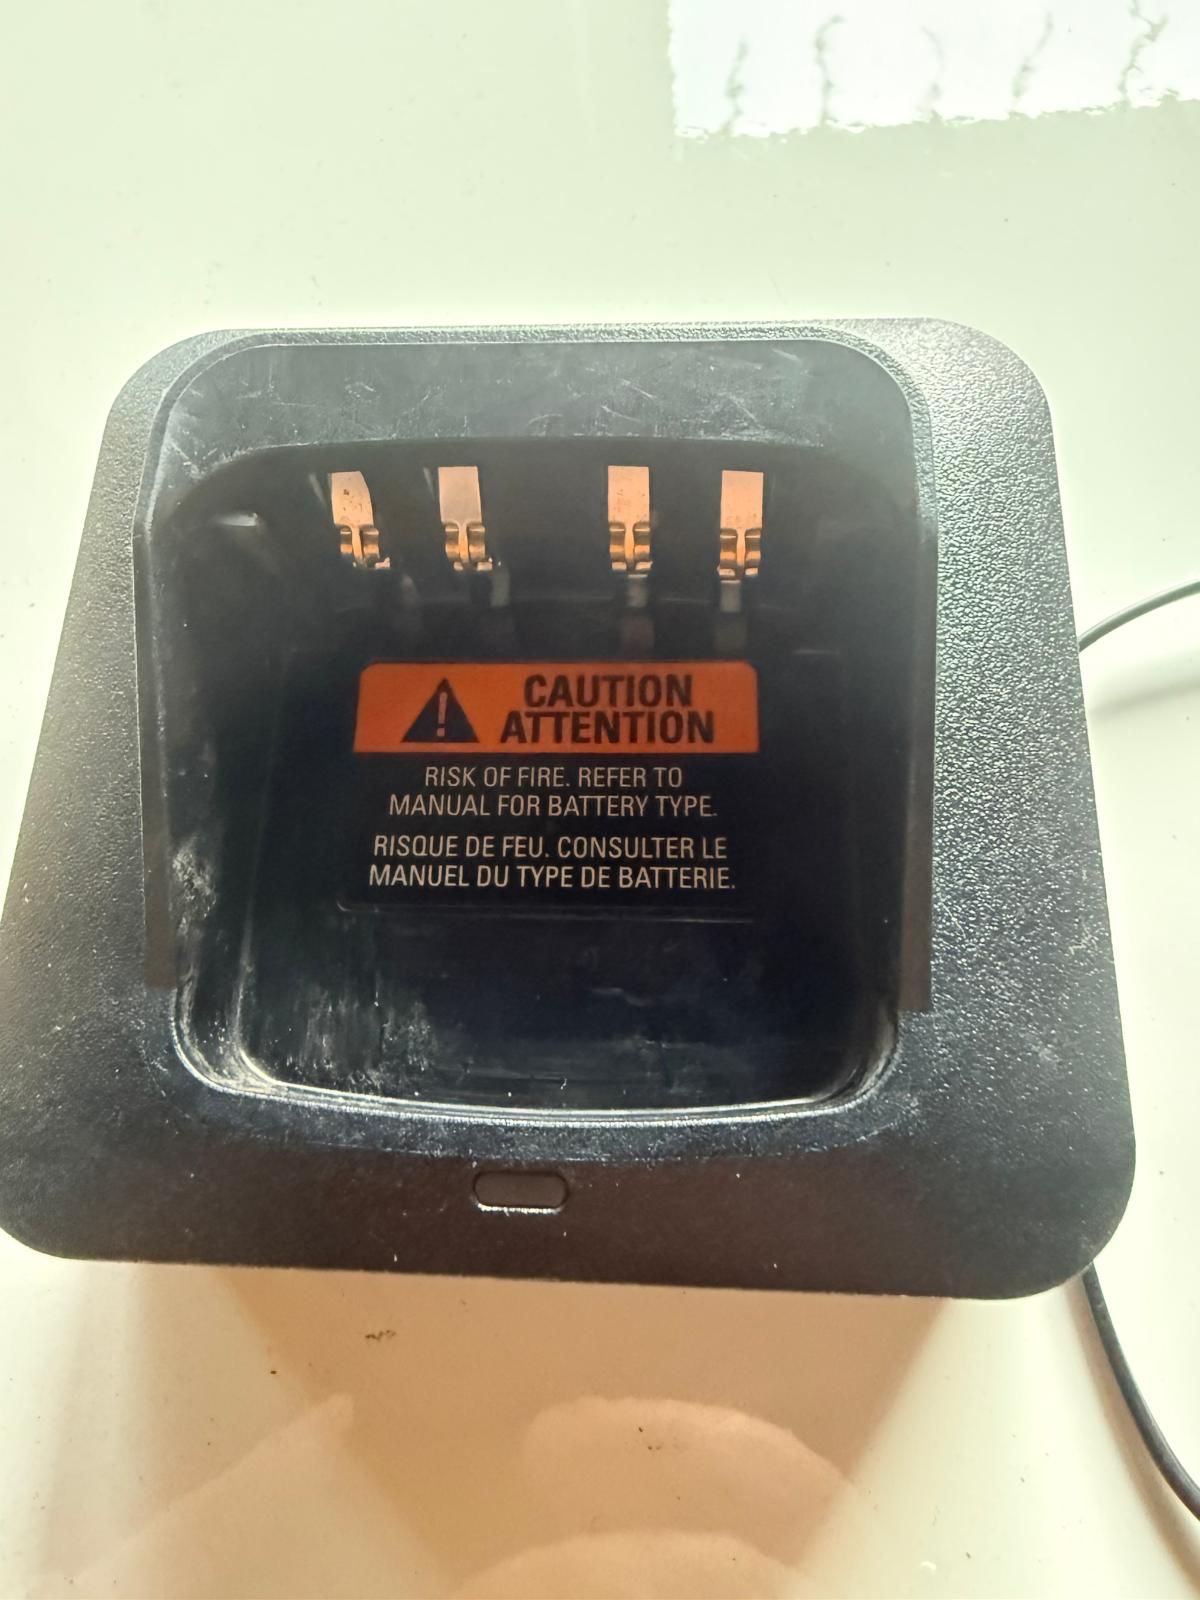 CAUTION
ATTENTION
RISK OF FIRE. REFER TO
MANUAL FOR BATTERY TYPE.
RISQUE DE FEU. CONSULTER LE
MANUEL DU TYPE DE BATTERIE.